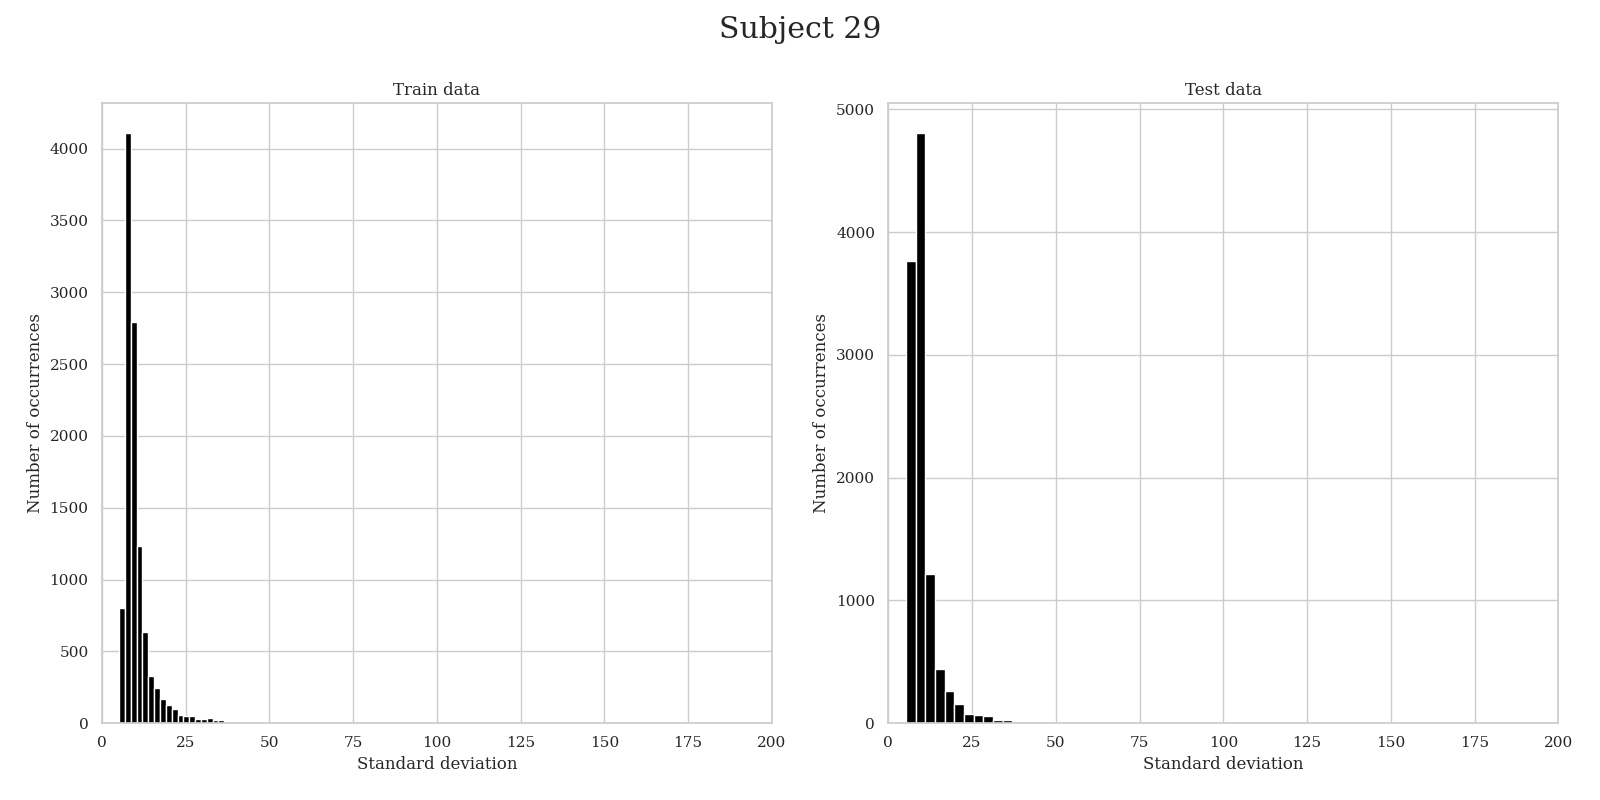 Subject 29
Train data
Number of occurrences
4000
3500
3000
2500
2000
1500
1000
500
0
0 25 50 75 100 125 150 175 200
Standard deviation
Test data
Number of occurrences
5000
4000
3000
2000
1000
0
0 25 50 75 100 125 150 175 200
Standard deviation